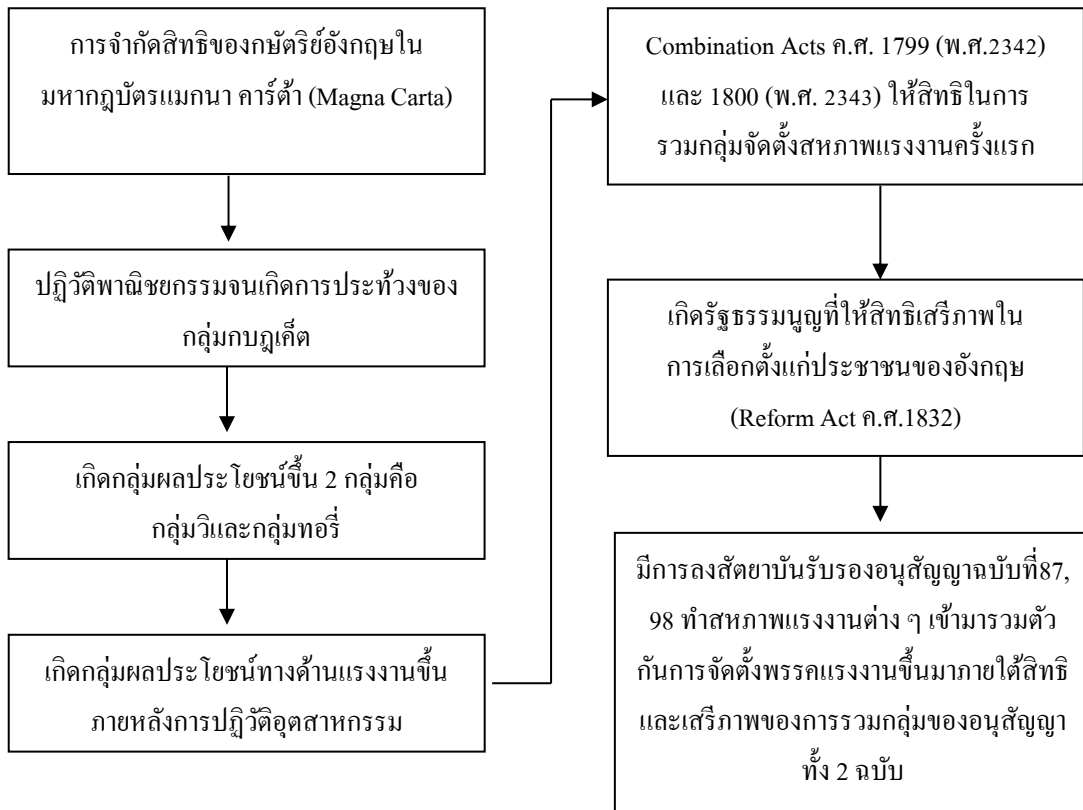 การจำกัดสิทธิของกษัตริย์อังกฤษใน
มหากฎบัตรแมกนา คาร์ต้า (Magna Carta)
ปฏิวัติพาณิชยกรรมจนเกิดการประท้วงของ
กลุ่มกบฎเค็ต
เกิดกลุ่มผลประโยชน์ขึ้น 2 กลุ่มคือ
กลุ่มวิและกลุ่มทอรี่
เกิดกลุ่มผลประโยชน์ทางด้านแรงงานขึ้น
ภายหลังการปฏิวัติอุตสาหกรรม
Combination Acts ค.ศ. 1799 (พ.ศ.2342)
และ 1800 (พ.ศ. 2343) ให้สิทธิในการ
รวมกลุ่มจัดตั้งสหภาพแรงงานครั้งแรก
เกิดรัฐธรรมนูญที่ให้สิทธิเสรีภาพใน
การเลือกตั้งแก่ประชาชนของอังกฤษ
(Reform Act ค.ศ.1832)
มีการลงสัตยาบันรับรองอนุสัญญาฉบับที่87,
98 ทำสหภาพแรงงานต่าง ๆ เข้ามารวมตัว
กันการจัดตั้งพรรคแรงงานขึ้นมาภายใต้สิทธิ
และเสรีภาพของการรวมกลุ่มของอนุสัญญา
ทั้ง 2 ฉบับ